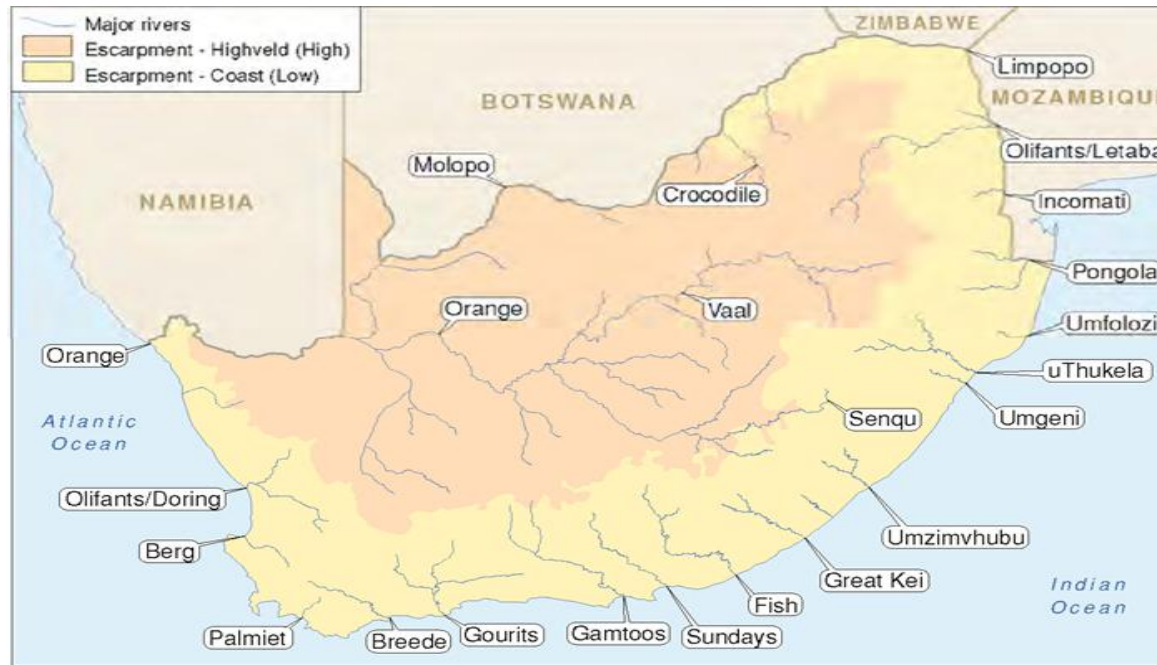 Major rivers
Escarpment - Highveld (High)
Escarpment - Coast (Low)
ZIMBABWE
Limpopo
BOTSWANA
MOZAMBIQU
Olifants/Letaba
Molopo
Crocodile
NAMIBIA
Incomati
Pongola
Orange
Vaal
Umfolozi
Orange
uThukela
Atlantic
Ocean
Senqu
Umgeni
Olifants/Doring
Umzimvhubu
Berg
Great Kei
Indian
Ocean
Fish
Palmiet
Breede
Gourits
Gamtoos
Sundays